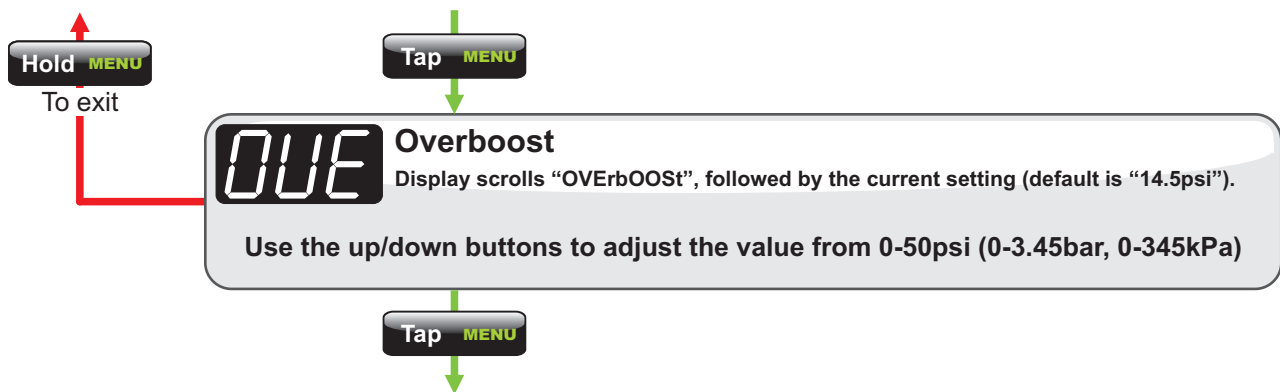 Hold MENU
To exit
Tap MENU
OVE
Overboost
Display scrolls “OVErbOOSt”, followed by the current setting (default is “14.5psi”).
Use the up/down buttons to adjust the value from 0-50psi (0-3.45bar, 0-345kPa)
Tap MENU